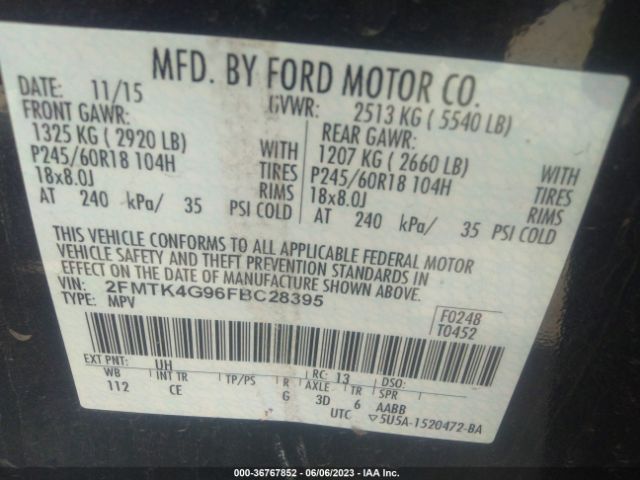 MFD. BY FORD MOTOR CO.
DATE: 11/15 GVWR: 2513 KG ( 5540 LB)
FRONT GAWR: REAR GAWR:
1325 KG ( 2920 LB) WITH 1207 KG ( 2660 LB) WITH
P245/60R18 104H TIRES P245/60R18 104H TIRES
18x8.0J RIMS 18x8.0J RIMS
AT 240 kPa/ 35 PSI COLD AT 240 kPa/ 35 PSI COLD
THIS VEHICLE CONFORMS TO ALL APPLICABLE FEDERAL MOTOR
VEHICLE SAFETY AND THEFT PREVENTION STANDARDS IN
EFFECT ON THE DATE OF MANUFACTURE SHOWN ABOVE.
VIN: 2FMTK4G96FBC28395
TYPE: MPV
F0248
T0452
EXT PNT: UH RC: 13 DSO:
WB INT TR TP/PS R AXLE TR SPR
112 CE G 3D 6 AABB
UTC ▽5U5A-1520472-BA
000-36767852 | 06/06/2023 | IAA Inc.